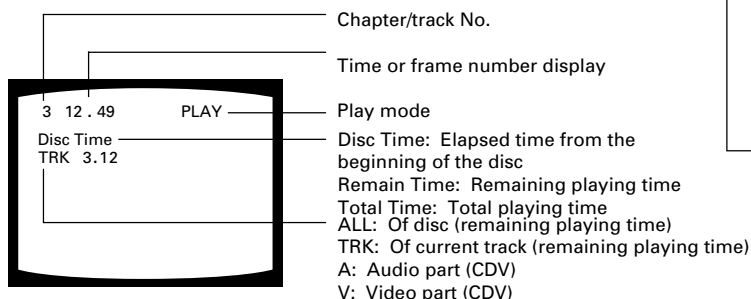 Chapter/track No.
Time or frame number display
3 12 . 49 PLAY
Play mode
Disc Time
TRK 3.12
Disc Time: Elapsed time from the
beginning of the disc
Remain Time: Remaining playing time
Total Time: Total playing time
ALL: Of disc (remaining playing time)
TRK: Of current track (remaining playing time)
A: Audio part (CDV)
V: Video part (CDV)